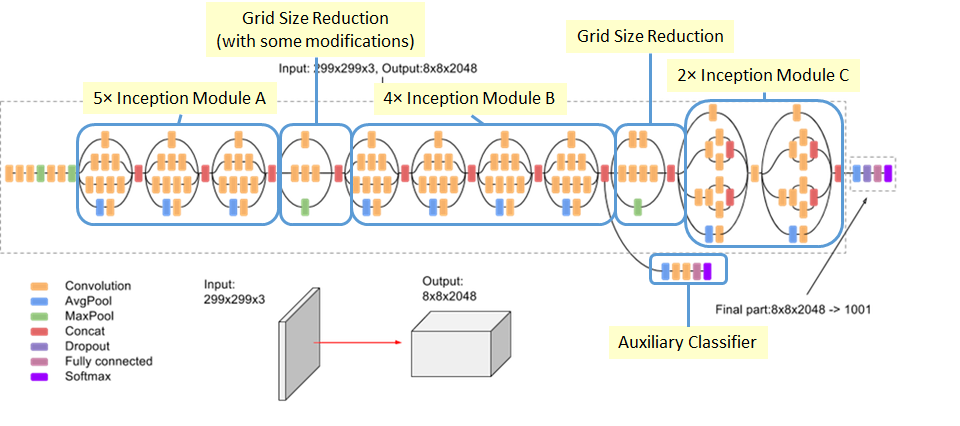 Grid Size Reduction
(with some modifications)
Grid Size Reduction
Input: 299x299x3, Output:8x8x2048
2× Inception Module C
5× Inception Module A
4× Inception Module B
Convolution
AvgPool
MaxPool
Concat
Dropout
Fully connected
Softmax
Input:
299x299x3
Output:
8x8x2048
Final part:8x8x2048 -> 1001
Auxiliary Classifier